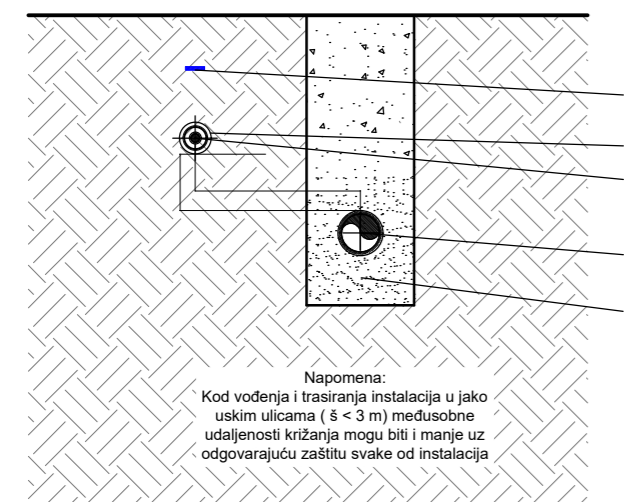 Napomena:
Kod vođenja i trasiranja instalacija u jako
uskim ulicama ( š < 3 m) međusobne
udaljenosti križanja mogu biti i manje uz
odgovarajuću zaštitu svake od instalacija